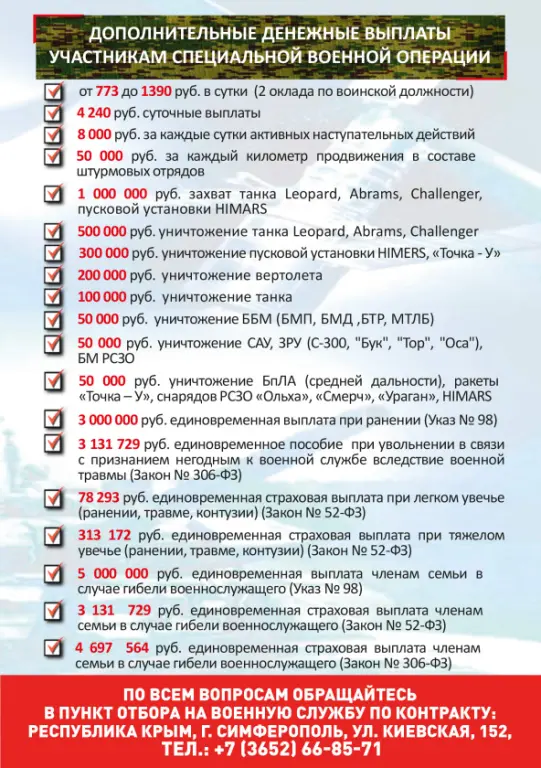 ДОПОЛНИТЕЛЬНЫЕ ДЕНЕЖНЫЕ ВЫПЛАТЫ
УЧАСТНИКАМ СПЕЦИАЛЬНОЙ ВОЕННОЙ ОПЕРАЦИИ
от 773 до 1390 руб. в сутки (2 оклада по воинской должности)
4 240 руб. суточные выплаты
8 000 руб. за каждые сутки активных наступательных действий
50 000 руб. за каждый километр продвижения в составе
штурмовых отрядов
1 000 000 руб. захват танка Leopard, Abrams, Challenger,
пусковой установки HIMARS
500 000 руб. уничтожение танка Leopard, Abrams, Challenger
300 000 руб. уничтожение пусковой установки HIMERS, «Точка - У»
200 000 руб. уничтожение вертолета
100 000 руб. уничтожение танка
50 000 руб. уничтожение ББМ (БМП, БМД ,БТР, МТЛБ)
50 000 руб. уничтожение САУ, ЗРУ (С-300, "Бук", "Тор", "Оса"),
БМ РСЗО
50 000 руб. уничтожение БпЛА (средней дальности), ракеты
«Точка – У», снарядов РСЗО «Ольха», «Смерч», «Ураган», HIMARS
3 000 000 руб. единовременная выплата при ранении (Указ № 98)
3 131 729 руб. единовременное пособие при увольнении в связи
с признанием негодным к военной службе вследствие военной
травмы (Закон № 306-ФЗ)
78 293 руб. единовременная страховая выплата при легком увечье
(ранении, травме, контузии) (Закон № 52-ФЗ)
313 172 руб. единовременная страховая выплата при тяжелом
увечье (ранении, травме, контузии) (Закон № 52-ФЗ)
5 000 000 руб. единовременная выплата членам семьи в
случае гибели военнослужащего (Указ № 98)
3 131 729 руб. единовременная страховая выплата членам
семьи в случае гибели военнослужащего (Закон № 52-ФЗ)
4 697 564 руб. единовременная страховая выплата членам
семьи в случае гибели военнослужащего (Закон № 306-ФЗ)
ПО ВСЕМ ВОПРОСАМ ОБРАЩАЙТЕСЬ
В ПУНКТ ОТБОРА НА ВОЕННУЮ СЛУЖБУ ПО КОНТРАКТУ:
РЕСПУБЛИКА КРЫМ, Г. СИМФЕРОПОЛЬ, УЛ. КИЕВСКАЯ, 152,
ТЕЛ.: +7 (3652) 66-85-71